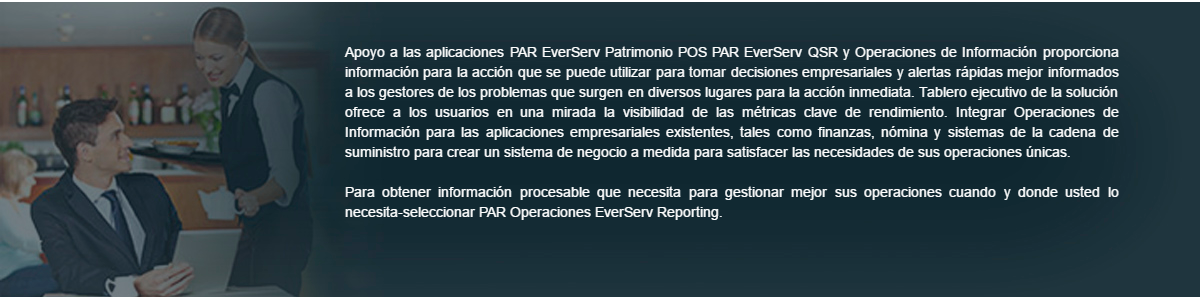 Apoyo a las aplicaciones PAR EverServ Patrimonio POS PAR EverServ QSR y Operaciones de Información proporciona
información para la acción que se puede utilizar para tomar decisiones empresariales y alertas rápidas mejor informados
a los gestores de los problemas que surgen en diversos lugares para la acción inmediata. Tablero ejecutivo de la solución
ofrece a los usuarios en una mirada la visibilidad de las métricas clave de rendimiento. Integrar Operaciones de
Información para las aplicaciones empresariales existentes, tales como finanzas, nómina y sistemas de la cadena de
suministro para crear un sistema de negocio a medida para satisfacer las necesidades de sus operaciones únicas.
Para obtener información procesable que necesita para gestionar mejor sus operaciones cuando y donde usted lo
necesita-seleccionar PAR Operaciones EverServ Reporting.